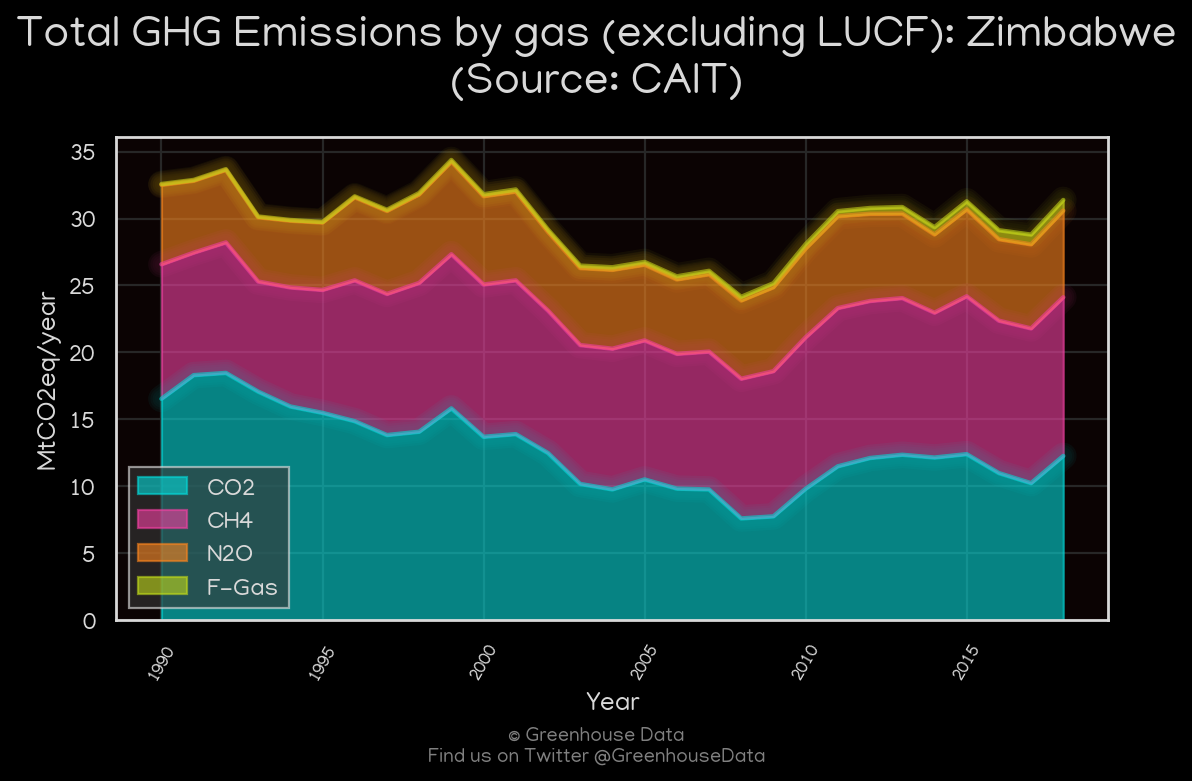 Total GHG Emissions by gas (excluding LUCF): Zimbabwe
(Source: CAIT)
35
30
25
20
15
10
5
0
MtCO2eq/year
CO2
CH4
N2O
F-Gas
1990
1995
2000
2005
2010
2015
Year
© Greenhouse Data
Find us on Twitter @GreenhouseData